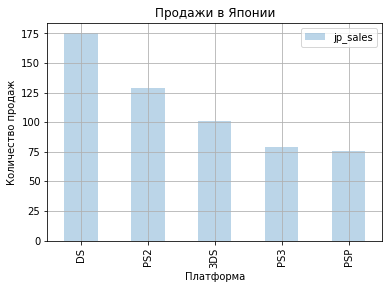 Продажи в Японии
jp_sales
Количество продаж
175
150
125
100
75
50
25
0
DS
PS2
3DS
PS3
PSP
Платформа